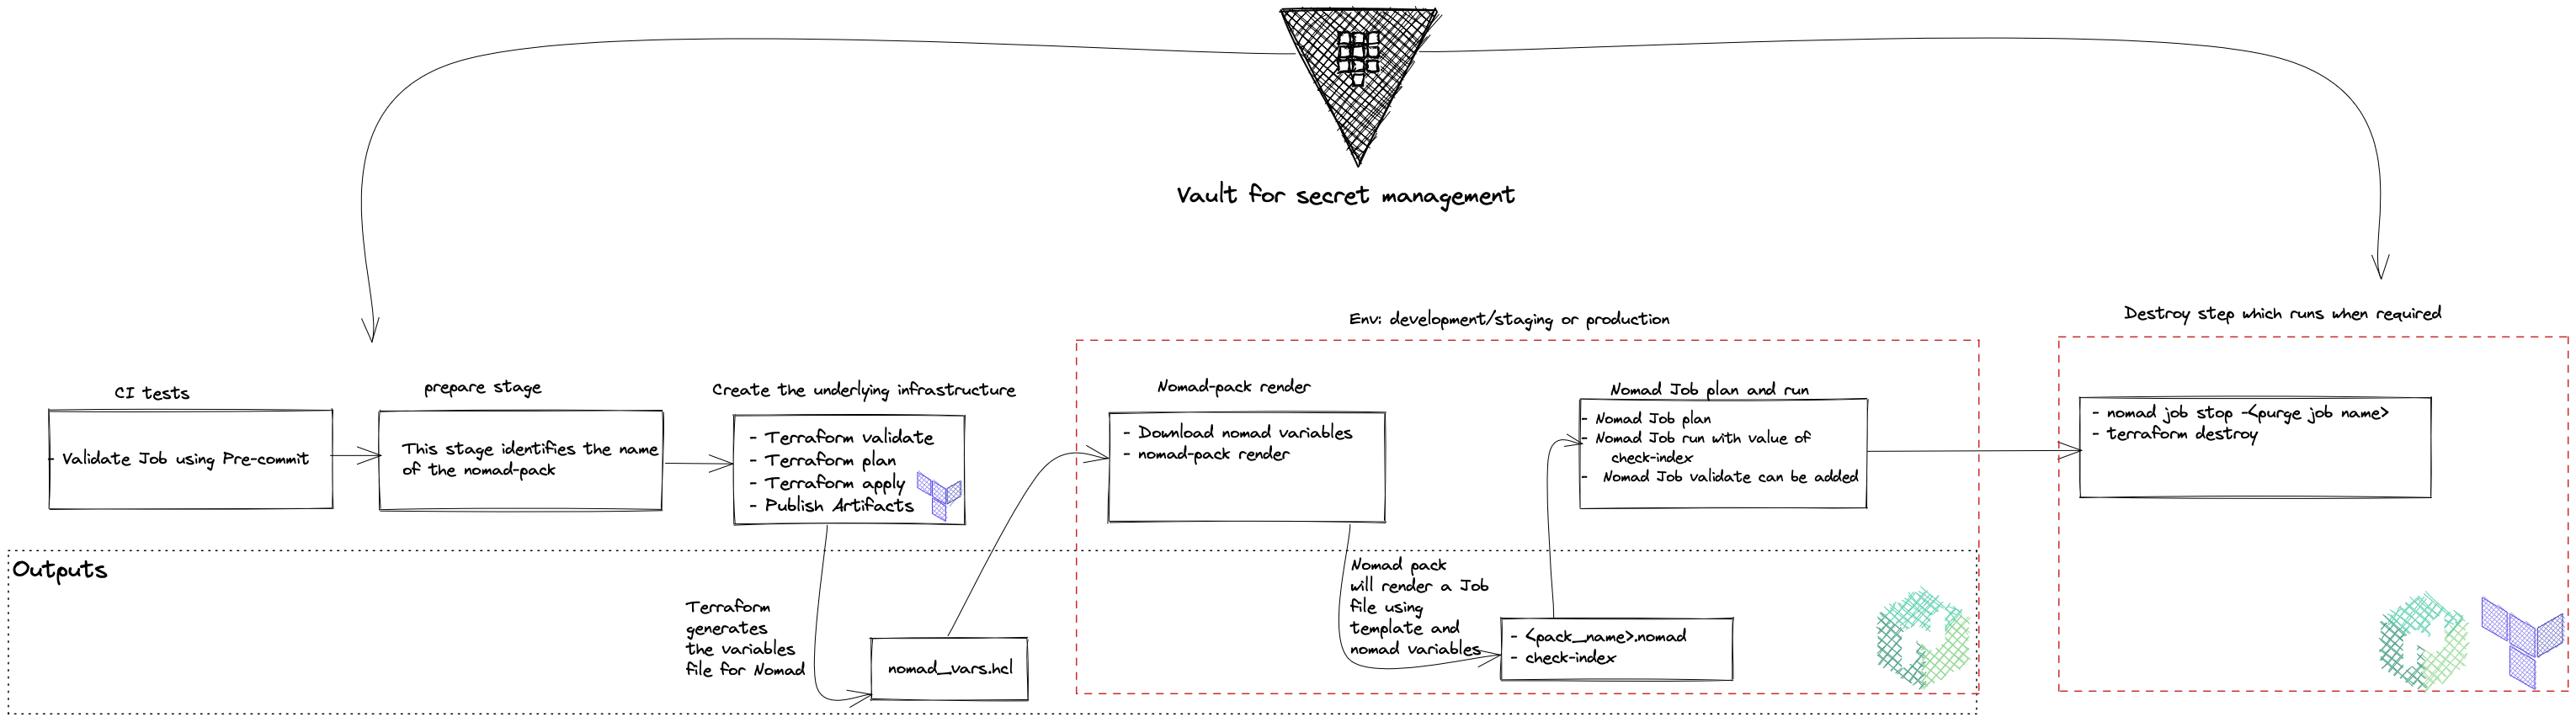 Vault for secret management
Env: development/staging or production
Destroy step which runs when required
CI tests
- Validate Job using Pre-commit
prepare stage
This stage identifies the name
of the nomad-pack
Create the underlying infrastructure
- Terraform validate
- Terraform plan
- Terraform apply
- Publish Artifacts
Nomad-pack render
- Download nomad variables
- nomad-pack render
Nomad Job plan and run
- Nomad Job plan
- Nomad Job run with value of
check-index
- Nomad Job validate can be added
- nomad job stop -<purge job name>
- terraform destroy
Outputs
Terraform
generates
the variables
file for Nomad
nomad_vars.hcl
Nomad pack
will render a Job
file using
template and
nomad variables
- <pack_name>.nomad
- check-index